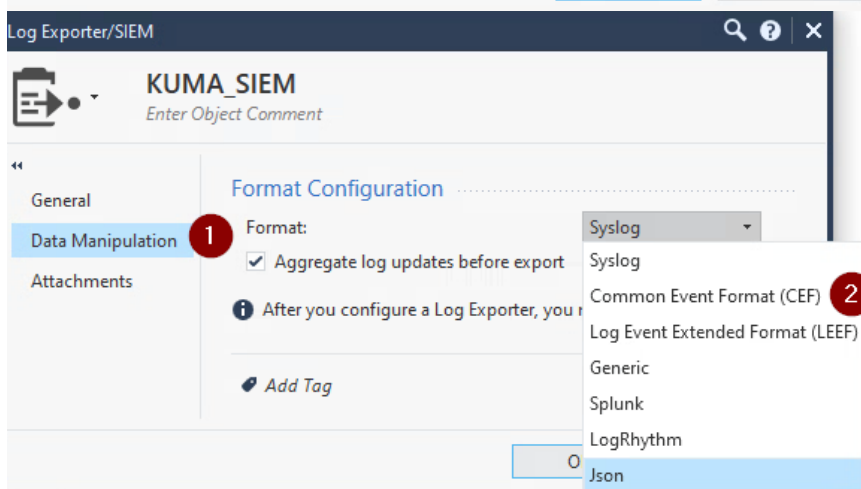 Log Exporter/SIEM
KUMA_SIEM
Enter Object Comment
General
Data Manipulation
Attachments
1
Format Configuration
Format:
Syslog
Aggregate log updates before export
After you configure a Log Exporter, you
Add Tag
Syslog
Common Event Format (CEF)
2
Log Event Extended Format (LEEF)
Generic
Splunk
LogRhythm
Json